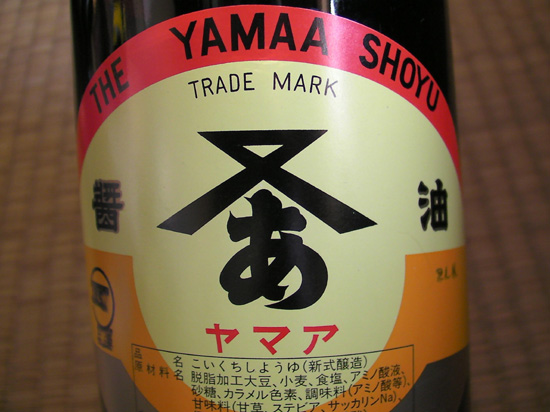 THE YAMAA SHOYU
TRADE MARK
あ
醤 油
ヤマア
品名 こいくちしょうゆ(新式醸造)
原材料 脱脂加工大豆、小麦、食塩、アミノ酸液、
砂糖、カラメル色素、調味料(アミノ酸等)、
甘味料(甘草、ステビア、サッカリンNa)、